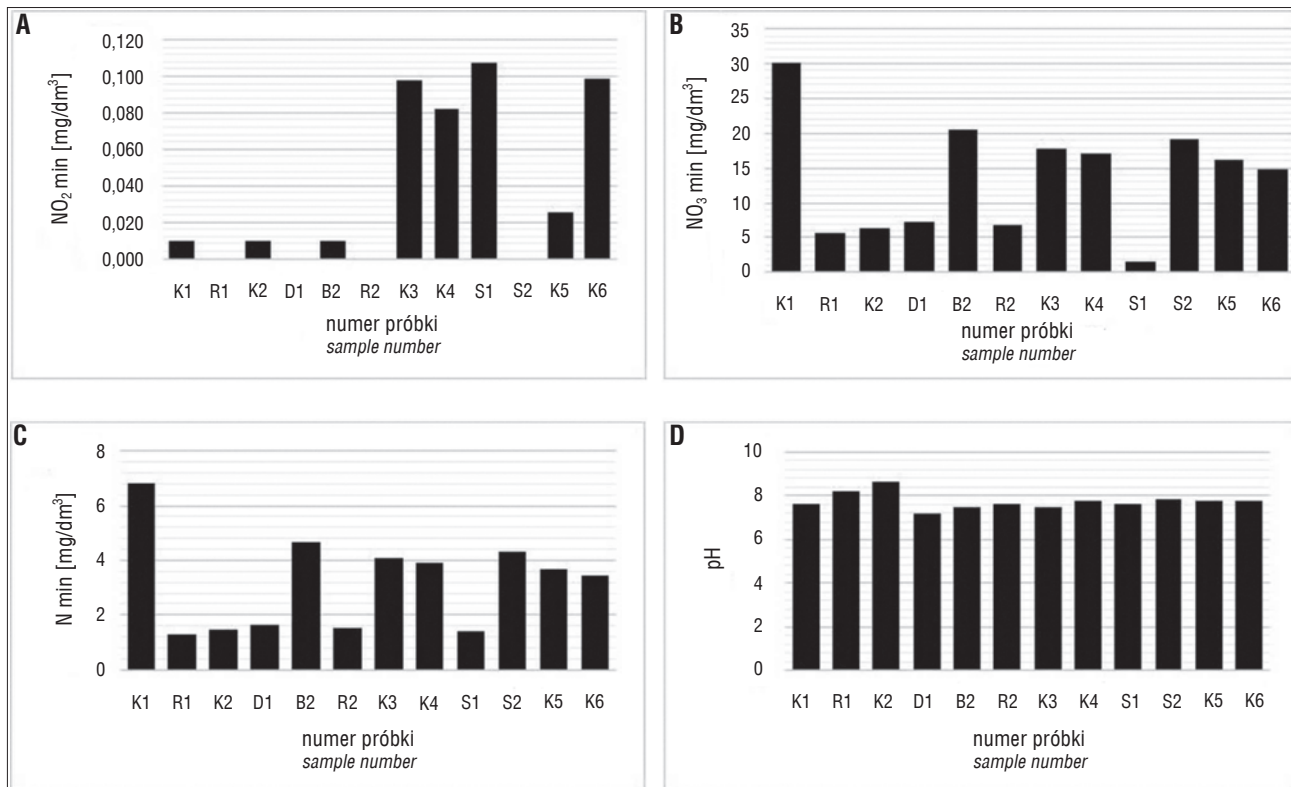 A
NO₂ min [mg/dm³]
0,120
0,100
0,080
0,060
0,040
0,020
0,000
K1 R1 K2 D1 B2 R2 K3 K4 S1 S2 K5 K6
numer próbki
sample number
B
NO₃ min [mg/dm³]
35
30
25
20
15
10
5
0
K1 R1 K2 D1 B2 R2 K3 K4 S1 S2 K5 K6
numer próbki
sample number
C
N min [mg/dm³]
8
6
4
2
0
K1 R1 K2 D1 B2 R2 K3 K4 S1 S2 K5 K6
numer próbki
sample number
D
pH
10
8
6
4
2
0
K1 R1 K2 D1 B2 R2 K3 K4 S1 S2 K5 K6
numer próbki
sample number